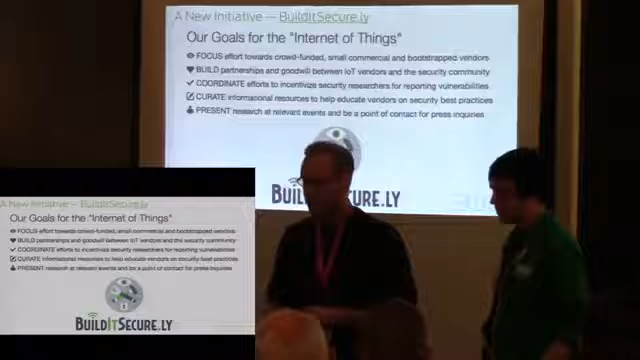 A New Initiative — BuildItSecure.ly
Our Goals for the "Internet of Things"
FOCUS effort towards crowd-funded, small commercial and bootstrapped vendors
BUILD partnerships and goodwill between IoT vendors and the security community
COORDINATE efforts to incentivize security researchers for reporting vulnerabilities
CURATE informational resources to help educate vendors on security best practices
PRESENT research at relevant events and be a point of contact for press inquiries
BUIL URE.LY
A New Initiative — BuildItSecure.ly
Our Goals for the "Internet of Things"
FOCUS effort towards crowd-funded, small commercial and bootstrapped vendors
BUILD partnerships and goodwill between IoT vendors and the security community
COORDINATE efforts to incentivize security researchers for reporting vulnerabilities
CURATE informational resources to help educate vendors on security best practices
PRESENT research at relevant events and be a point of contact for press inquiries
BUILDITSECURE.LY